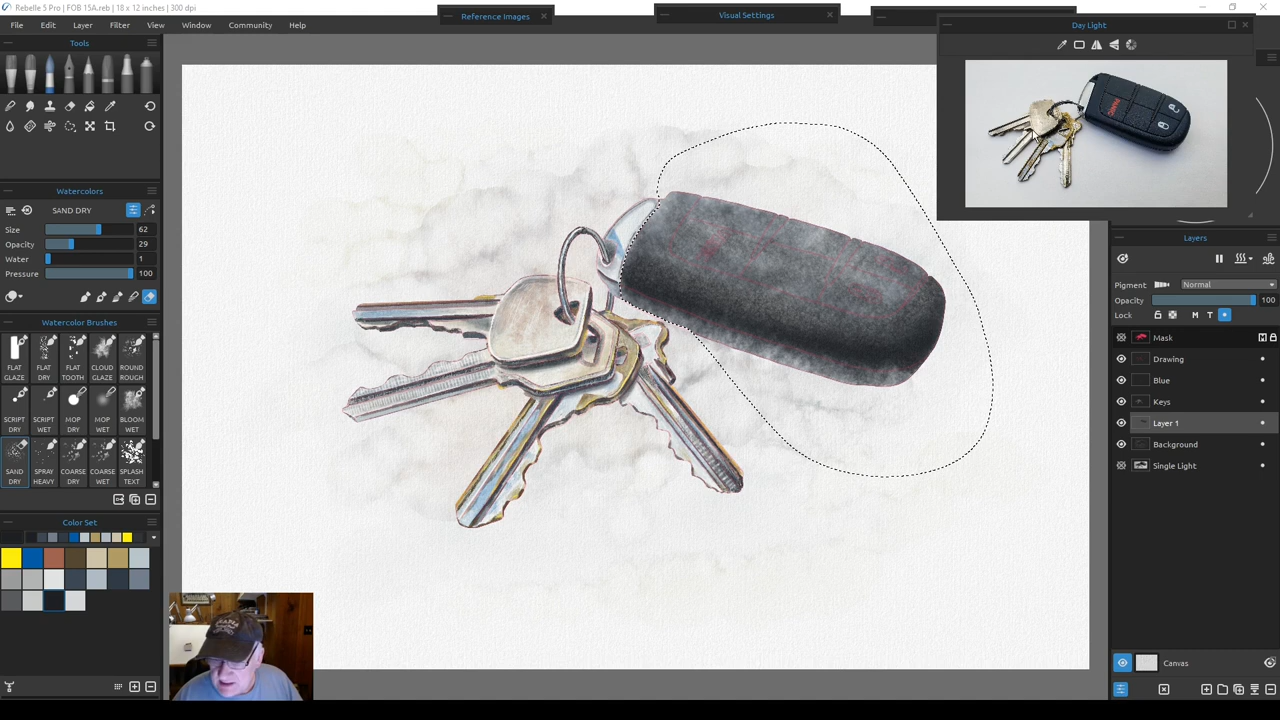 Rebelle 5 Pro | FOB 15A.reb | 18 x 12 inches | 300 dpi
File Edit Layer Filter View Window Community Help
Reference Images
Visual Settings
Day Light
PANIC
Tools
Watercolors
SAND DRY
Size 62
Opacity 29
Water 1
Pressure 100
Watercolor Brushes
FLAT GLAZE
FLAT DRY
FLAT TOOTH
CLOUD GLAZE
ROUND ROUGH
SCRIPT DRY
SCRIPT WET
MOP DRY
MOP WET
BLOOM WET
SAND DRY
SPRAY HEAVY
COARSE DRY
COARSE WET
SPLASH TEXT
Color Set
Layers
Pigment Normal
Opacity 100
Lock M T
Mask
Drawing
Blue
Keys
Layer 1
Background
Single Light
Canvas